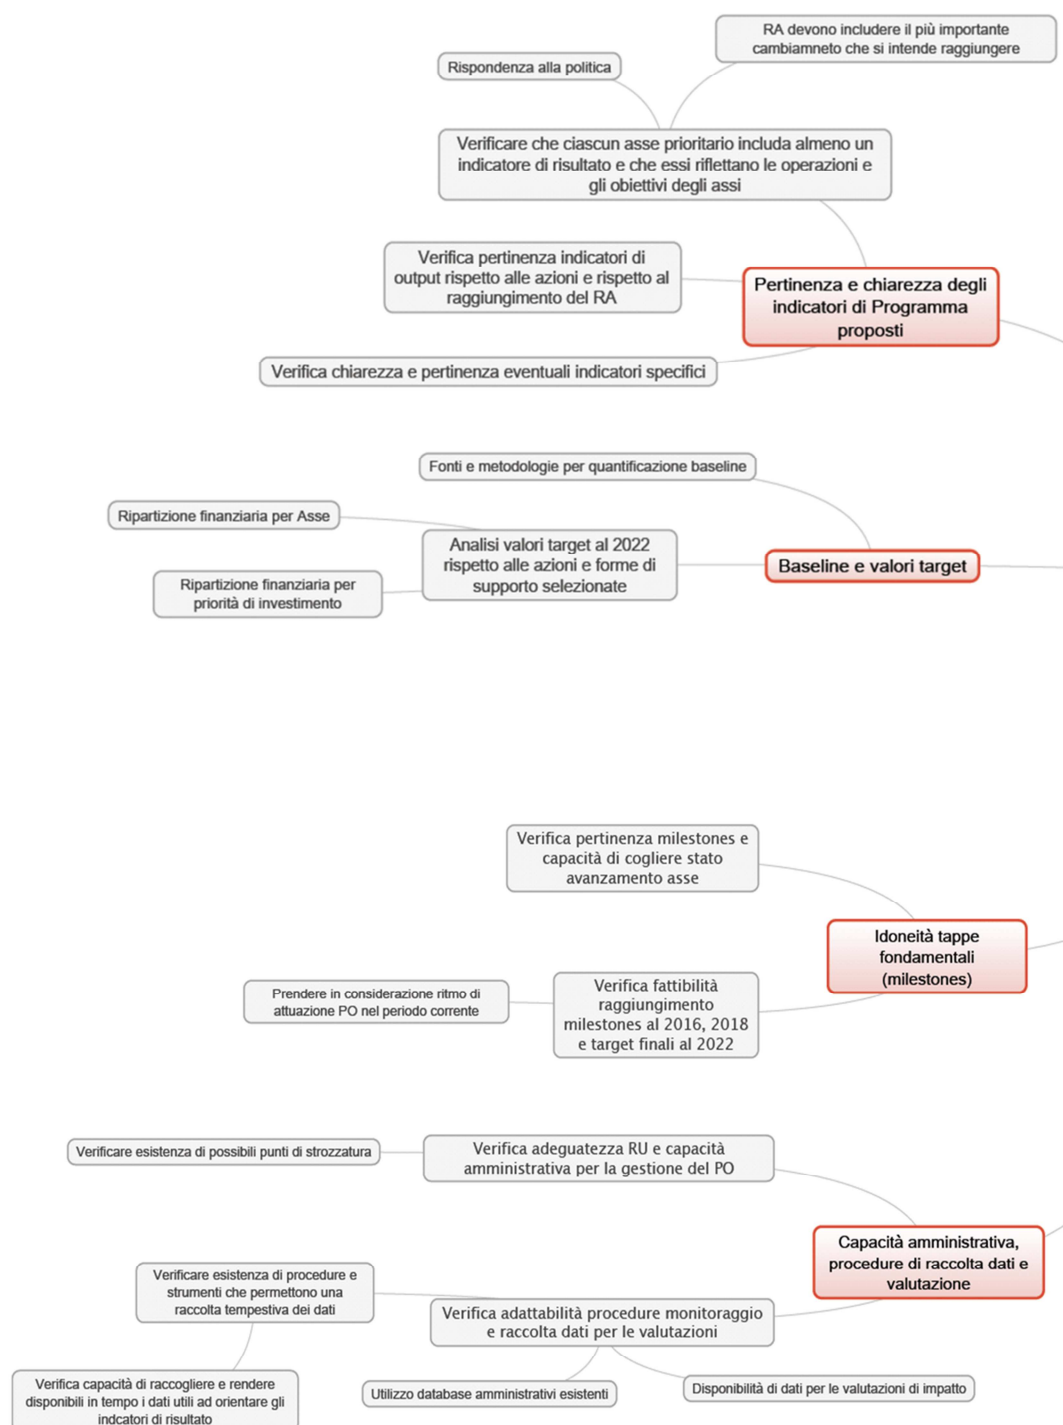 RA devono includere il più importante
cambiamneto che si intende raggiungere
Rispondenza alla politica
Verificare che ciascun asse prioritario includa almeno un
indicatore di risultato e che essi riflettano le operazioni e
gli obiettivi degli assi
Verifica pertinenza indicatori di
output rispetto alle azioni e rispetto al
raggiungimento del RA
Pertinenza e chiarezza degli
indicatori di Programma
proposti
Verifica chiarezza e pertinenza eventuali indicatori specifici
Fonti e metodologie per quantificazione baseline
Ripartizione finanziaria per Asse
Analisi valori target al 2022
rispetto alle azioni e forme di
supporto selezionate
Baseline e valori target
Ripartizione finanziaria per
priorità di investimento
Verifica pertinenza milestones e
capacità di cogliere stato
avanzamento asse
Idoneità tappe
fondamentali
(milestones)
Prendere in considerazione ritmo di
attuazione PO nel periodo corrente
Verifica fattibilità
raggiungimento
milestones al 2016, 2018
e target finali al 2022
Verificare esistenza di possibili punti di strozzatura
Verifica adeguatezza RU e capacità
amministrativa per la gestione del PO
Capacità amministrativa,
procedure di raccolta dati e
valutazione
Verificare esistenza di procedure e
strumenti che permettono una
raccolta tempestiva dei dati
Verifica adattabilità procedure monitoraggio
e raccolta dati per le valutazioni
Verifica capacità di raccogliere e rendere
disponibili in tempo i dati utili ad orientare gli
indcatori di risultato
Utilizzo database amministrativi esistenti
Disponibilità di dati per le valutazioni di impatto